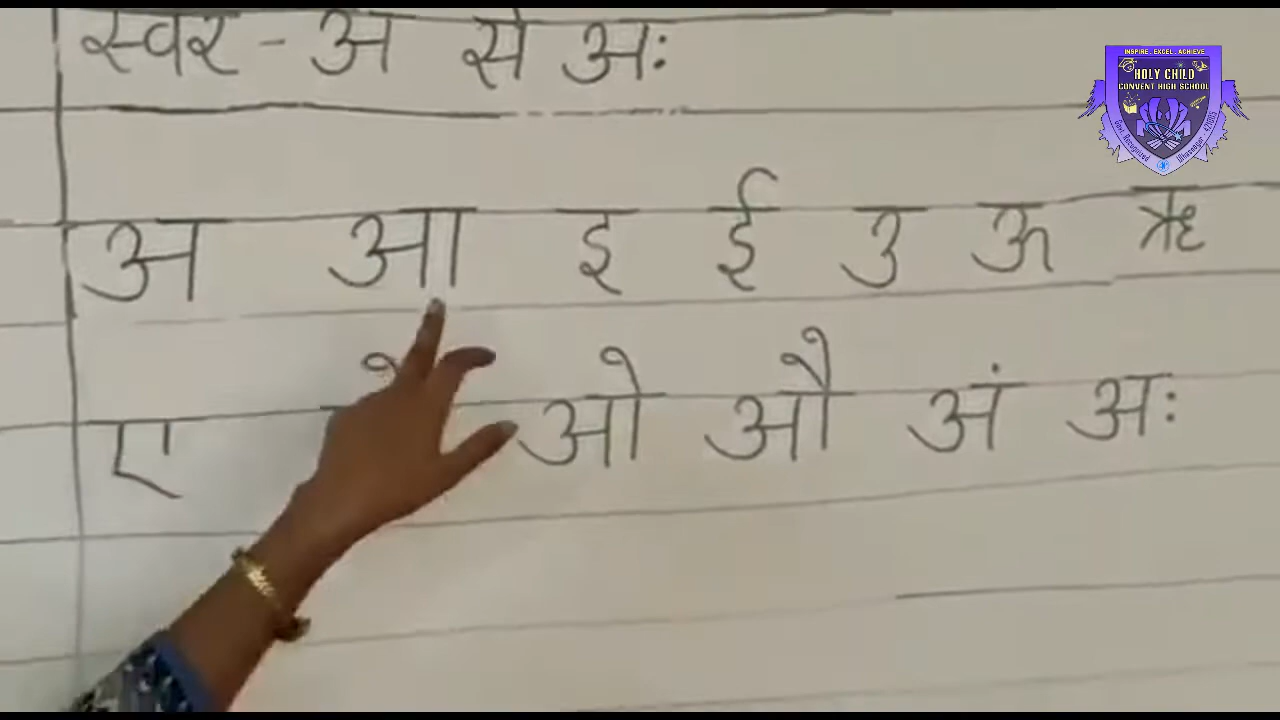 स्वर - अ से अः
अ आ इ ई उ ऊ ऋ
ए ओ औ अं अः
INSPIRE. EXCEL. ACHIEVE.
HOLY CHILD
CONVENT HIGH SCHOOL